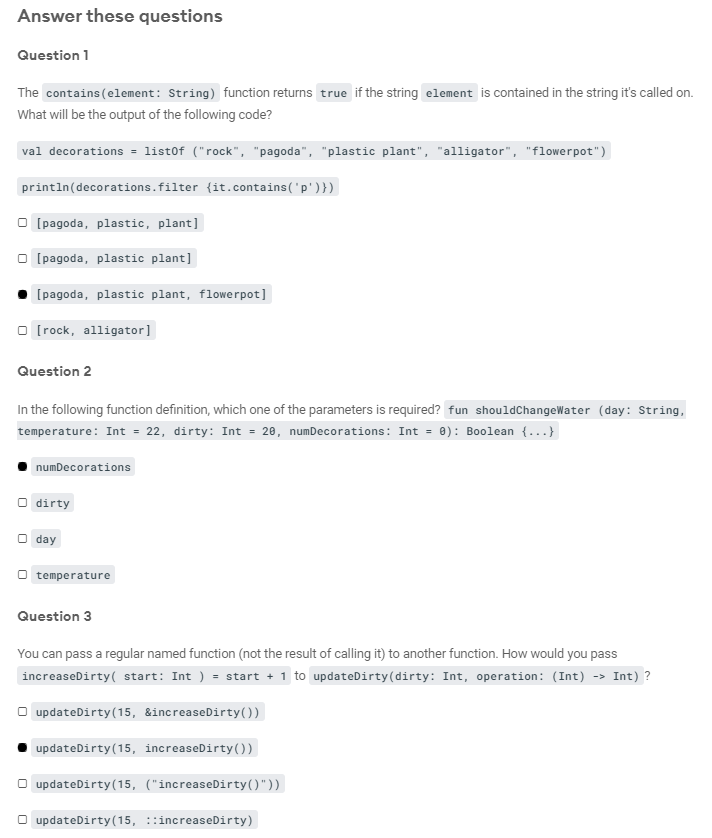 Answer these questions
Question 1
The contains(element: String) function returns true if the string element is contained in the string it's called on.
What will be the output of the following code?
val decorations = listOf ("rock", "pagoda", "plastic plant", "alligator", "flowerpot")
println(decorations.filter {it.contains('p')})
[pagoda, plastic, plant]
[pagoda, plastic plant]
[pagoda, plastic plant, flowerpot]
[rock, alligator]
Question 2
In the following function definition, which one of the parameters is required? fun shouldChangeWater (day: String,
temperature: Int = 22, dirty: Int = 20, numDecorations: Int = 0): Boolean {...}
numDecorations
dirty
day
temperature
Question 3
You can pass a regular named function (not the result of calling it) to another function. How would you pass
increaseDirty( start: Int ) = start + 1 to updateDirty(dirty: Int, operation: (Int) -> Int) ?
updateDirty(15, &increaseDirty())
updateDirty(15, increaseDirty())
updateDirty(15, ("increaseDirty()"))
updateDirty(15, ::increaseDirty)